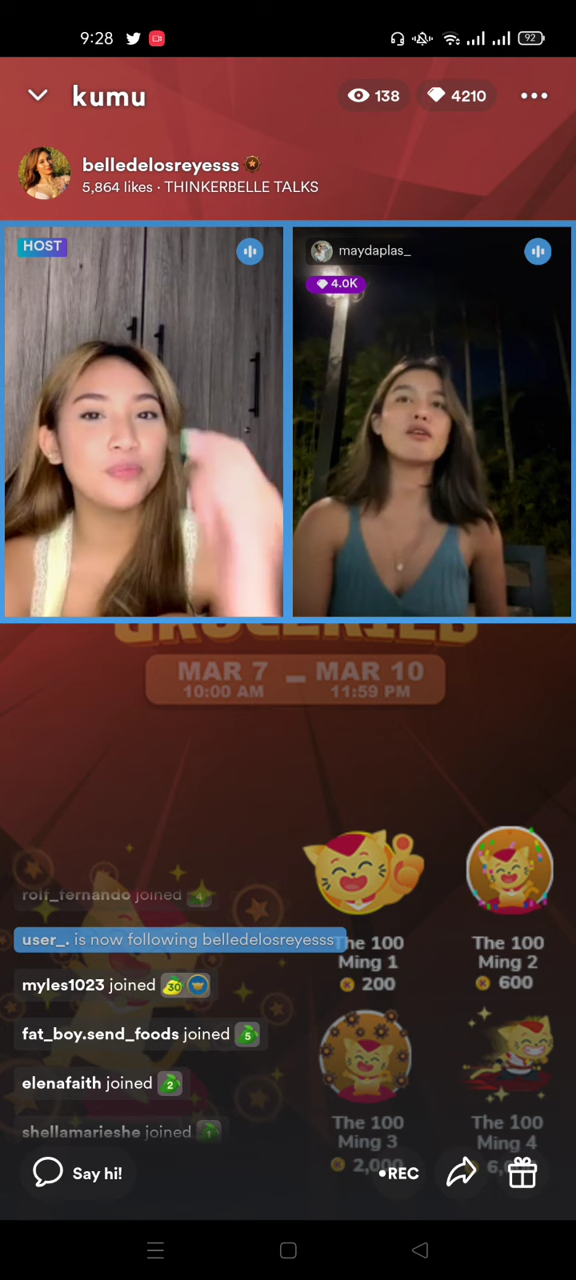 9:28
92
kumu
138
4210
belledelosreyesss
5,864 likes · THINKERBELLE TALKS
HOST
maydaplas_
4.0K
MAR 7 – MAR 10
10:00 AM 11:59 PM
rolf_fernando joined 4
user_. is now following belledelosreyesss
myles1023 joined 30
fat_boy.send_foods joined 5
elenafaith joined 2
shellamarieshe joined 1
The 100
Ming 1
200
The 100
Ming 2
600
The 100
Ming 3
The 100
Ming 4
Say hi!
•REC